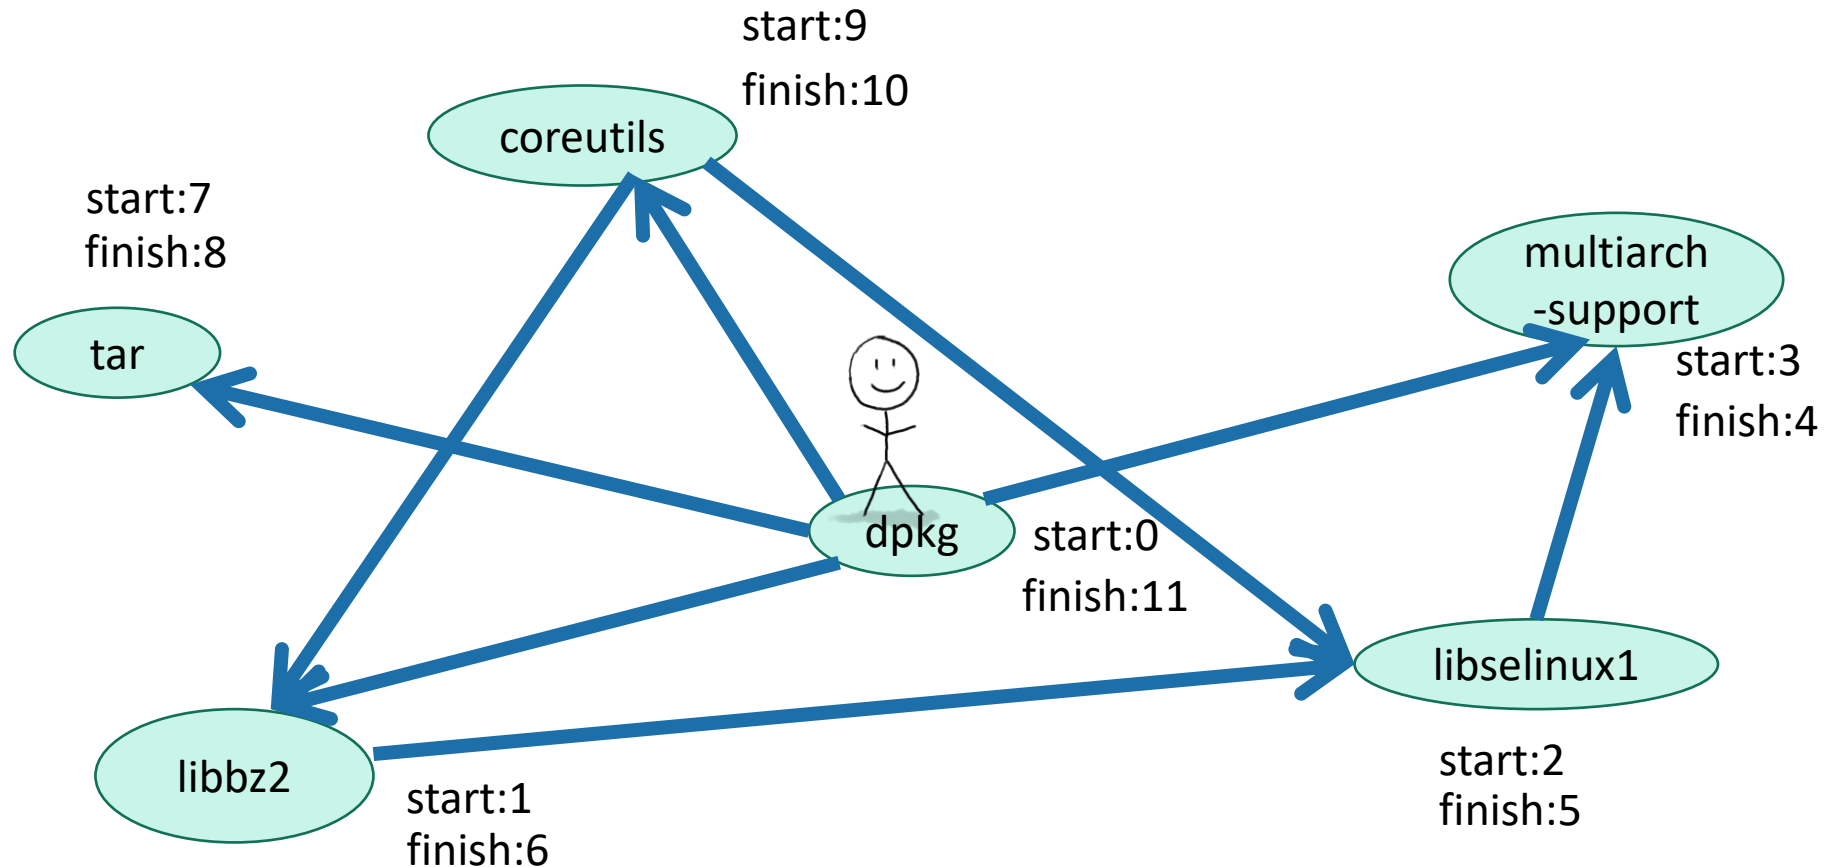 start:9
finish:10
coreutils
start:7
finish:8
tar
multiarch
-support
start:3
finish:4
dpkg
start:0
finish:11
libselinux1
start:2
finish:5
libbz2
start:1
finish:6